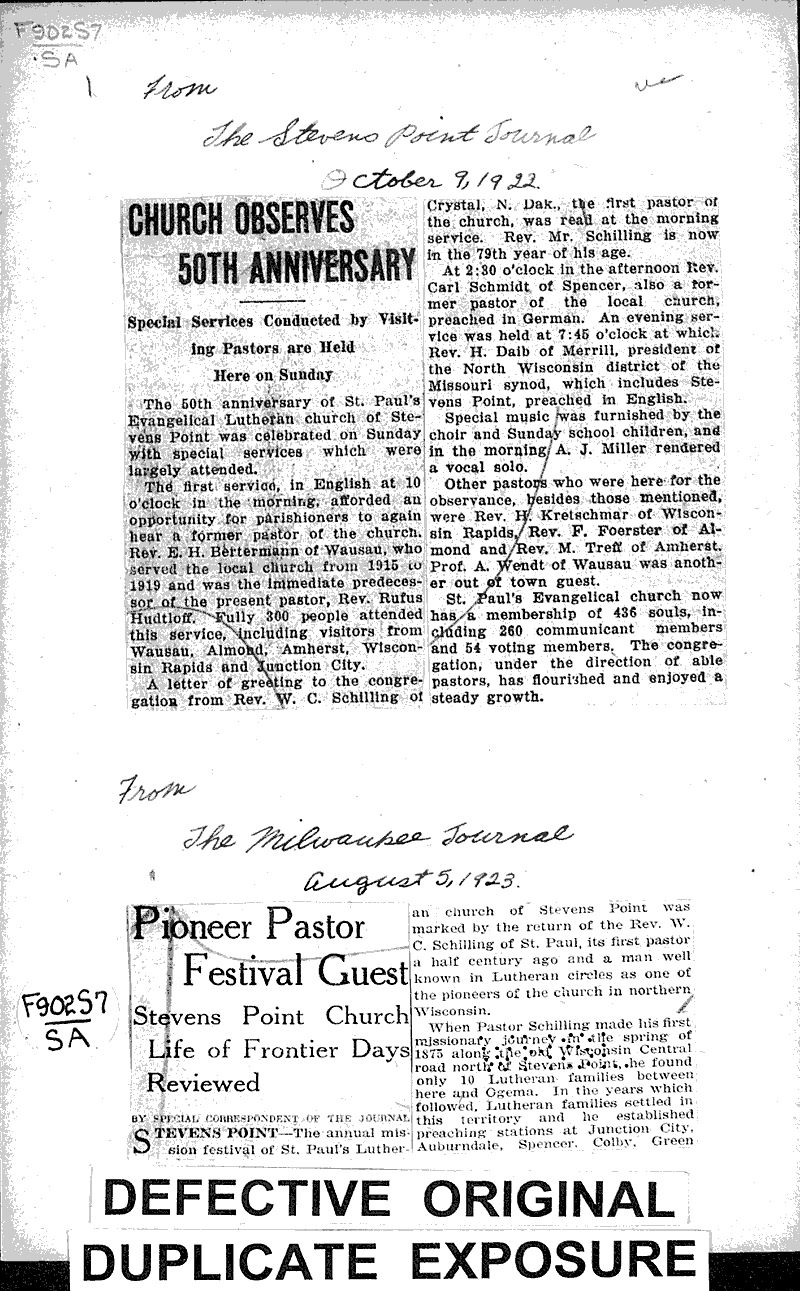 F902S7
SA
1
From
The Stevens Point Journal
October 9, 1922.
CHURCH OBSERVES
50TH ANNIVERSARY
Special Services Conducted by Visit-
ing Pastors are Held
Here on Sunday
The 50th anniversary of St. Paul's
Evangelical Lutheran church of Ste-
vens Point was celebrated on Sunday
with special services which were
largely attended.
The first service, in English at 10
o'clock in the morning, afforded an
opportunity for parishioners to again
hear a former pastor of the church.
Rev. E. H. Bertermann of Wausau, who
served the local church from 1915 to
1919 and was the immediate predeces-
sor of the present pastor, Rev. Rufus
Hudtloff. Fully 300 people attended
this service, including visitors from
Wausau, Almond, Amherst, Wiscon-
sin Rapids and Junction City.
A letter of greeting to the congre-
gation from Rev. W. C. Schilling of
Crystal, N. Dak., the first pastor of
the church, was read at the morning
service. Rev. Mr. Schilling is now
in the 79th year of his age.
At 2:30 o'clock in the afternoon Rev.
Carl Schmidt of Spencer, also a for-
mer pastor of the local church,
preached in German. An evening ser-
vice was held at 7:45 o'clock at which
Rev. H. Daib of Merrill, president of
the North Wisconsin district of the
Missouri synod, which includes Ste-
vens Point, preached in English.
Special music was furnished by the
choir and Sunday school children, and
in the morning A. J. Miller rendered
a vocal solo.
Other pastors who were here for the
observance, besides those mentioned,
were Rev. H. Kretschmar of Wiscon-
sin Rapids, Rev. F. Foerster of Al-
mond and Rev. M. Treff of Amherst.
Prof. A. Wendt of Wausau was anoth-
er out of town guest.
St. Paul's Evangelical church now
has a membership of 436 souls, in-
cluding 260 communicant members
and 54 voting members. The congre-
gation, under the direction of able
pastors, has flourished and enjoyed a
steady growth.
From
The Milwaukee Journal
August 5, 1923.
F902S7
SA
Pioneer Pastor
Festival Guest
Stevens Point Church
Life of Frontier Days
Reviewed
BY SPECIAL CORRESPONDENT OF THE JOURNAL
STEVENS POINT—The annual mis-
sion festival of St. Paul's Luther-
an church of Stevens Point was
marked by the return of the Rev. W.
C. Schilling of St. Paul, its first pastor
a half century ago and a man well
known in Lutheran circles as one of
the pioneers of the church in northern
Wisconsin.
When Pastor Schilling made his first
missionary journey in the spring of
1875 along the old Wisconsin Central
road north of Stevens Point, he found
only 10 Lutheran families between
here and Ogema. In the years which
followed, Lutheran families settled in
this territory and he established
preaching stations at Junction City,
Auburndale, Spencer, Colby, Green
DEFECTIVE ORIGINAL
DUPLICATE EXPOSURE